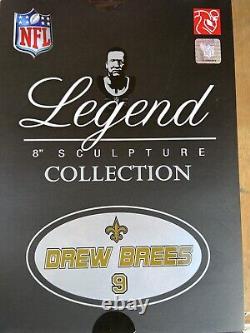 NFL
Legend
8" SCULPTURE
COLLECTION
DREW BREES
9